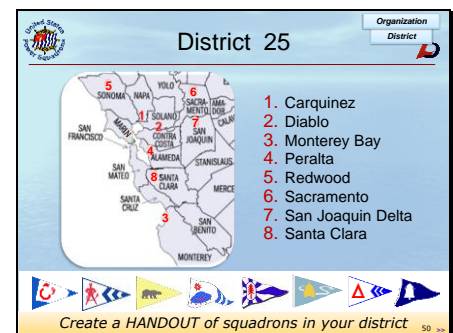 United States
Power Squadrons
District 25
Organization
District
1. Carquinez
2. Diablo
3. Monterey Bay
4. Peralta
5. Redwood
6. Sacramento
7. San Joaquin Delta
8. Santa Clara
5
SONOMA
NAPA
YOLO
6
SACRA-
MENTO
AMA-
DOR
1
SOLANO
7
MARIN
2
CONTRA
COSTA
SAN
JOAQUIN
SAN
FRANCISCO
4
ALAMEDA
STANISLAUS
SAN
MATEO
8
SANTA
CLARA
MERCE
SANTA
CRUZ
3
SAN
BENITO
MONTEREY
Create a HANDOUT of squadrons in your district
50 >>